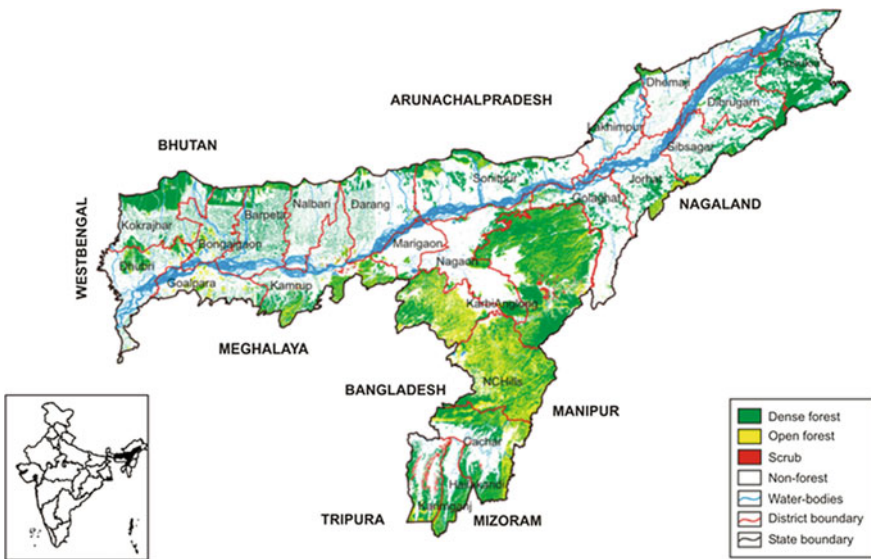 ARUNACHALPRADESH
BHUTAN
WESTBENGAL
NAGALAND
MEGHALAYA
BANGLADESH
MANIPUR
TRIPURA
MIZORAM
Dhemaji
Dibrugarh
Lakhimpur
Sibsagar
Jorhat
Golaghat
Sonitpur
Darang
Nalbari
Barpeta
Kokrajhar
Bongaigaon
Dhubri
Goalpara
Kamrup
Marigaon
Nagaon
KarbiAnglong
NCHills
Cachar
Karimganj
Dense forest
Open forest
Scrub
Non-forest
Water-bodies
District boundary
State boundary